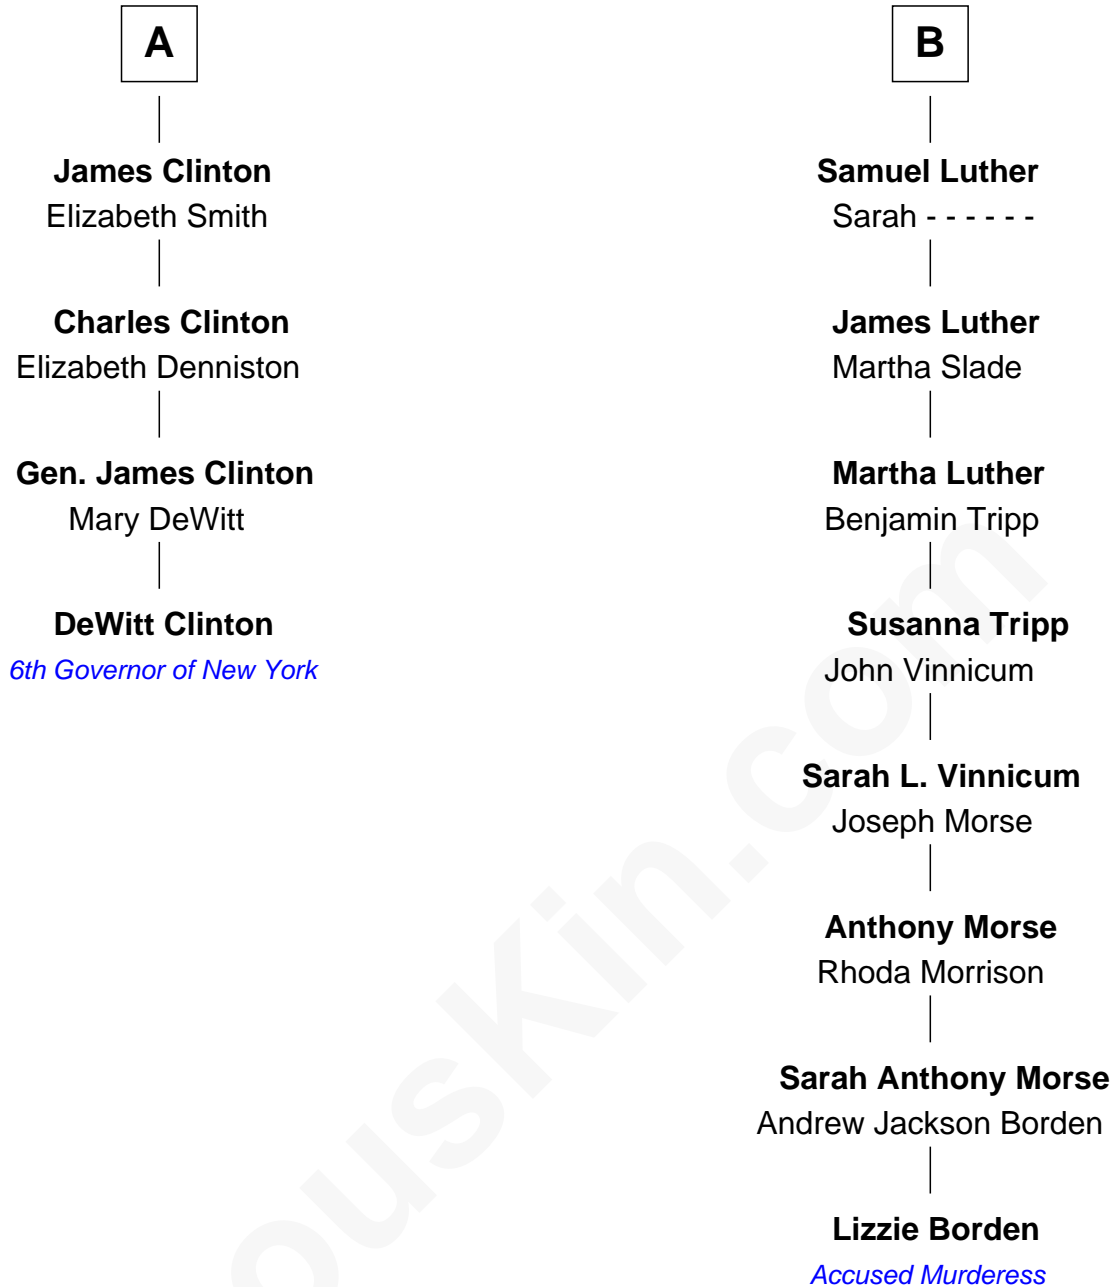 A
James Clinton
Elizabeth Smith
Charles Clinton
Elizabeth Denniston
Gen. James Clinton
Mary DeWitt
DeWitt Clinton
6th Governor of New York
B
Samuel Luther
Sarah - - - - - -
James Luther
Martha Slade
Martha Luther
Benjamin Tripp
Susanna Tripp
John Vinnicum
Sarah L. Vinnicum
Joseph Morse
Anthony Morse
Rhoda Morrison
Sarah Anthony Morse
Andrew Jackson Borden
Lizzie Borden
Accused Murderess
ousKin.com